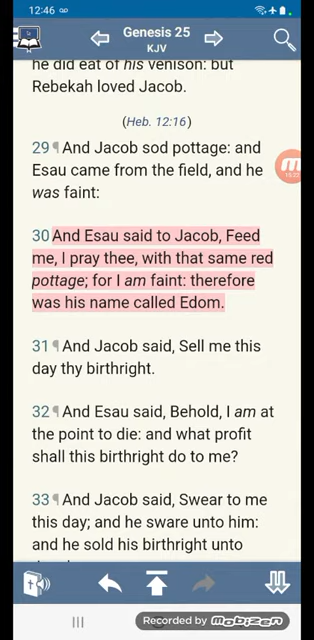 12:46
Genesis 25
KJV
he did eat of his venison: but
Rebekah loved Jacob.
(Heb. 12:16)
29 ¶ And Jacob sod pottage: and
Esau came from the field, and he
was faint:
30 And Esau said to Jacob, Feed
me, I pray thee, with that same red
pottage; for I am faint: therefore
was his name called Edom.
31 ¶ And Jacob said, Sell me this
day thy birthright.
32 ¶ And Esau said, Behold, I am at
the point to die: and what profit
shall this birthright do to me?
33 ¶ And Jacob said, Swear to me
this day; and he sware unto him:
and he sold his birthright unto
Recorded by mobizen